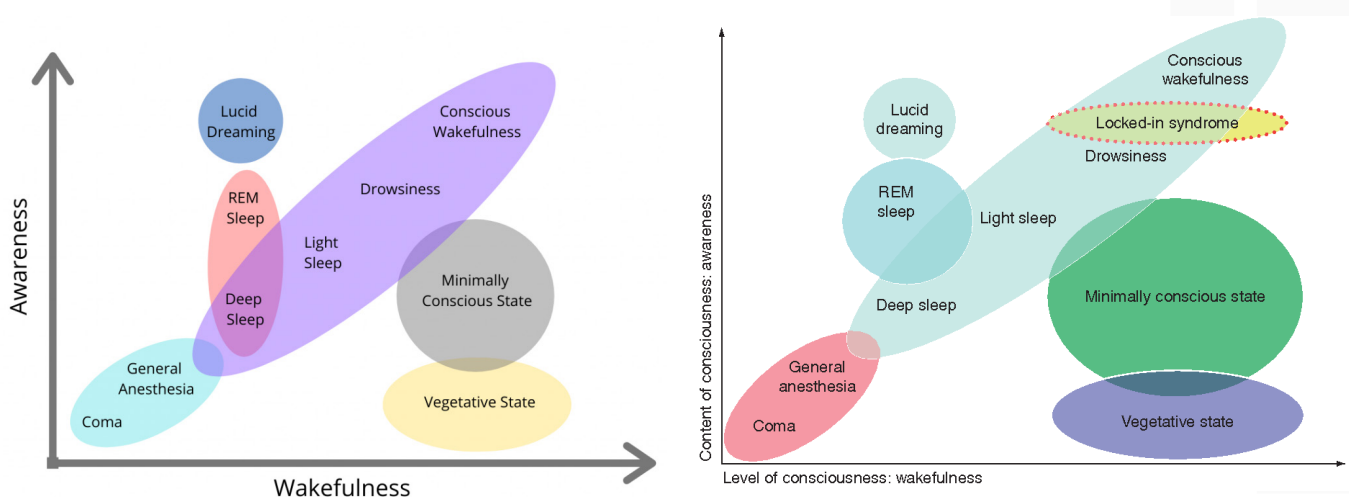 Awareness
Lucid
Dreaming
Conscious
Wakefulness
REM
Sleep
Drowsiness
Light
Sleep
Deep
Sleep
Minimally
Conscious State
General
Anesthesia
Coma
Vegetative State
Wakefulness
Content of consciousness: awareness
Conscious
wakefulness
Lucid
dreaming
Locked-in syndrome
Drowsiness
REM
sleep
Light sleep
Deep sleep
Minimally conscious state
General
anesthesia
Coma
Vegetative state
Level of consciousness: wakefulness